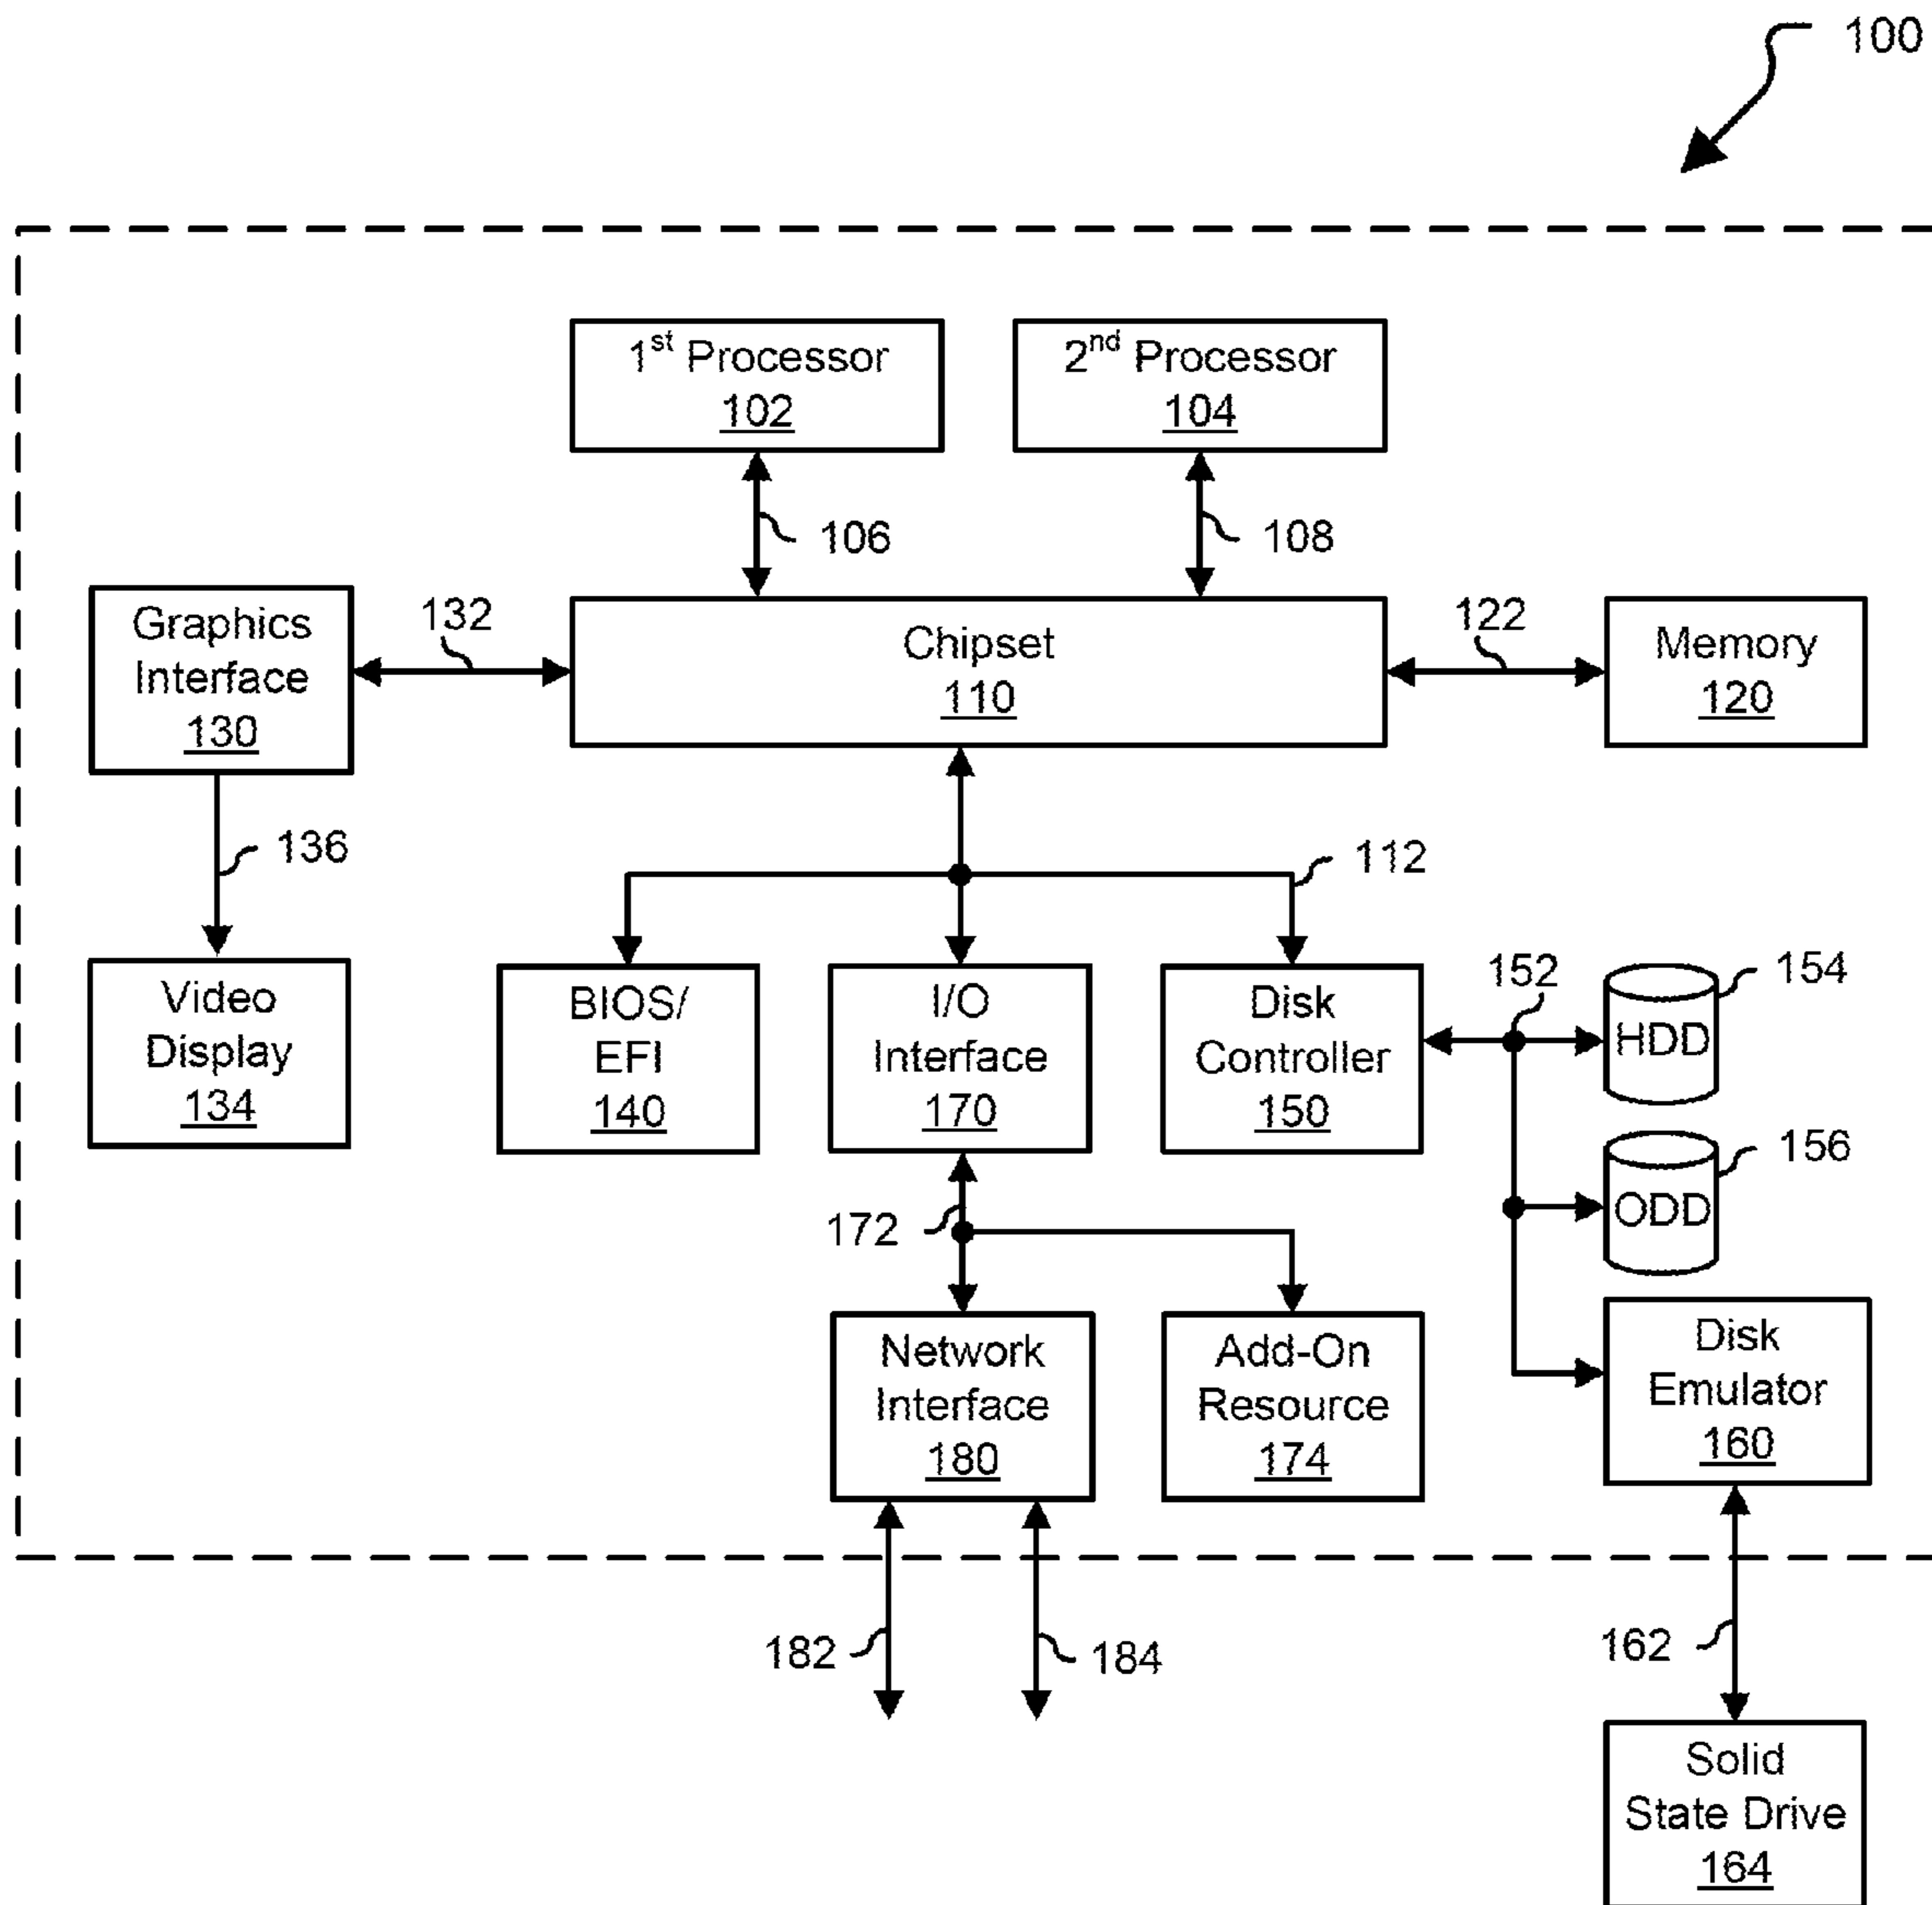 100
1st Processor
102
2nd Processor
104
106
108
Graphics
Interface
130
132
Chipset
110
122
Memory
120
136
112
Video
Display
134
BIOS/
EFI
140
I/O
Interface
170
Disk
Controller
150
152
HDD
154
ODD
156
172
Network
Interface
180
Add-On
Resource
174
Disk
Emulator
160
182
184
162
Solid
State Drive
164